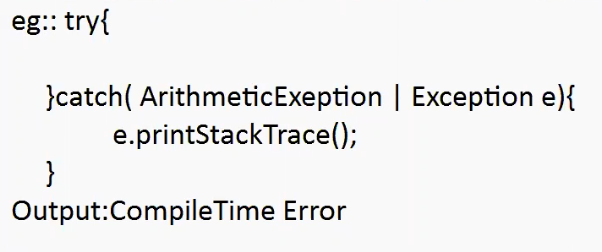 eg:: try{
}catch( ArithmeticExeption | Exception e){
e.printStackTrace();
}
Output:CompileTime Error